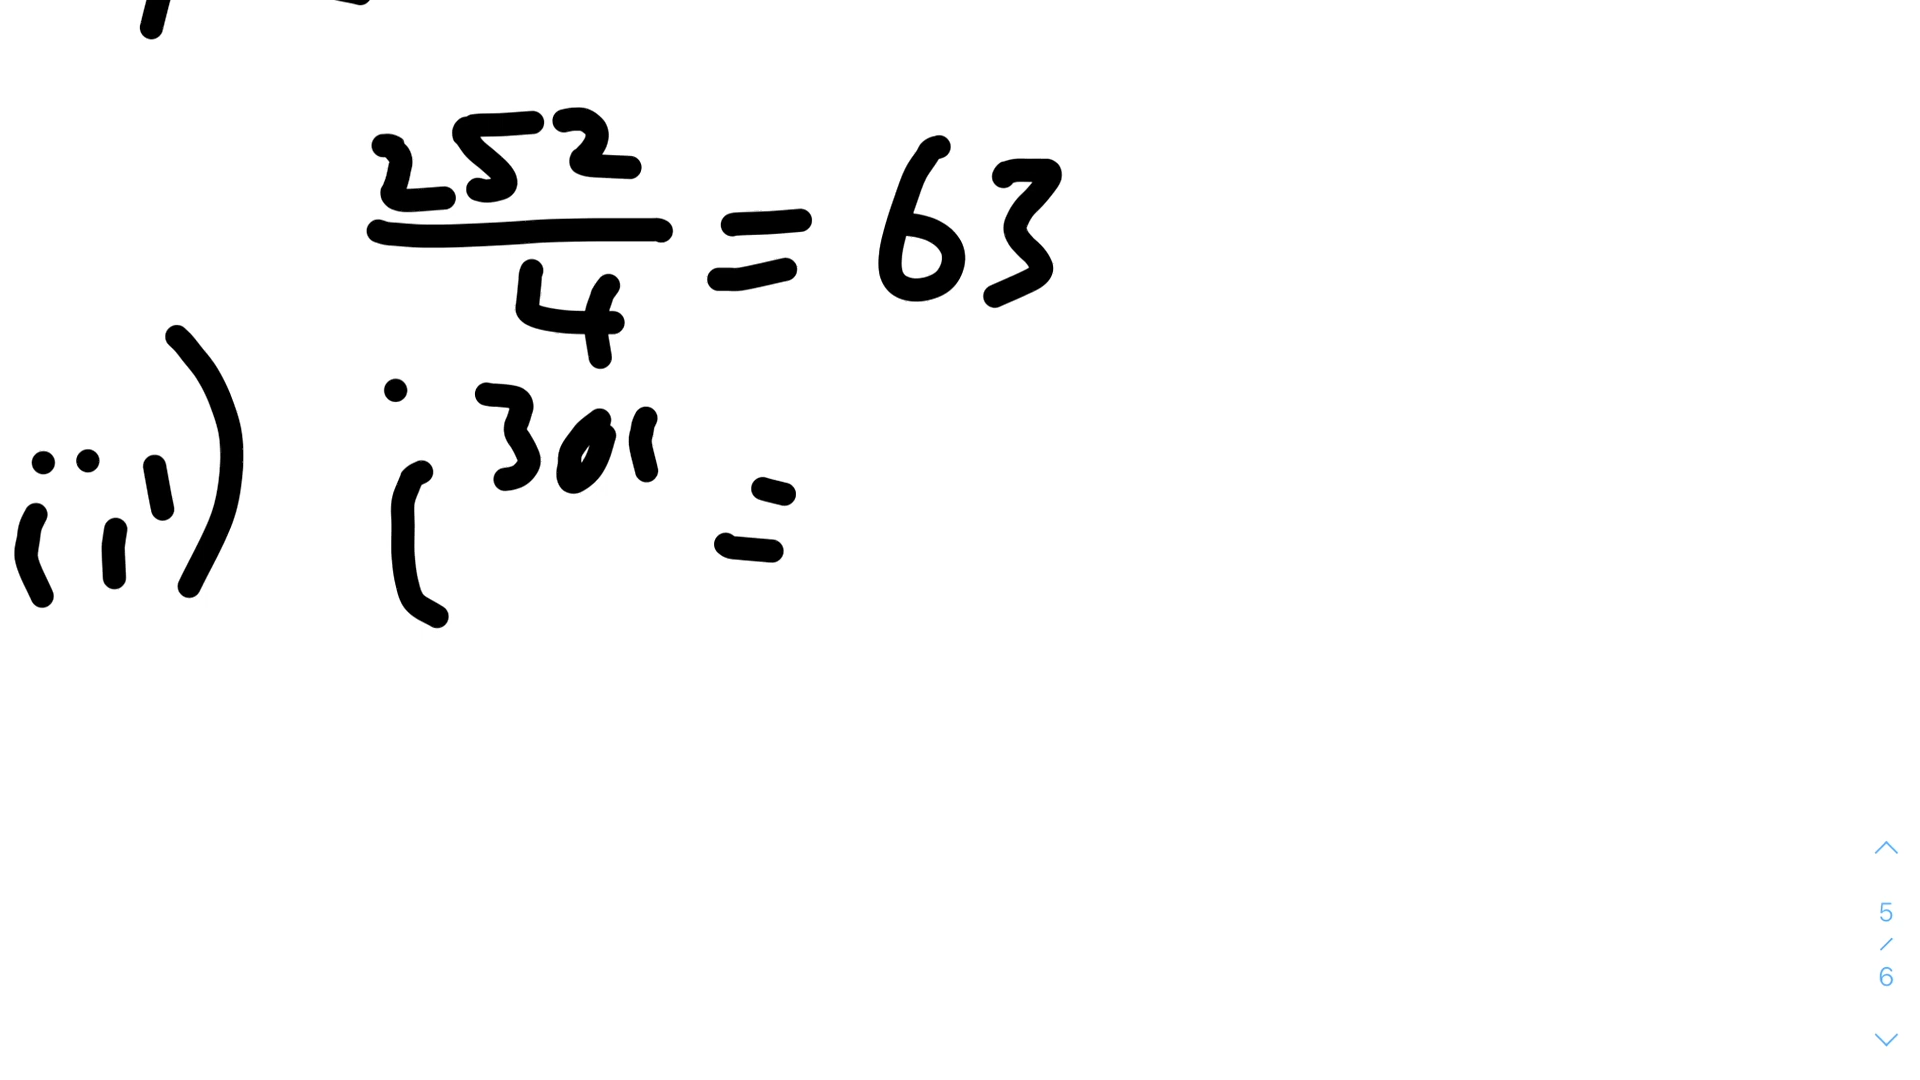 252/4 = 63
iii) i^301 =
5
/
6